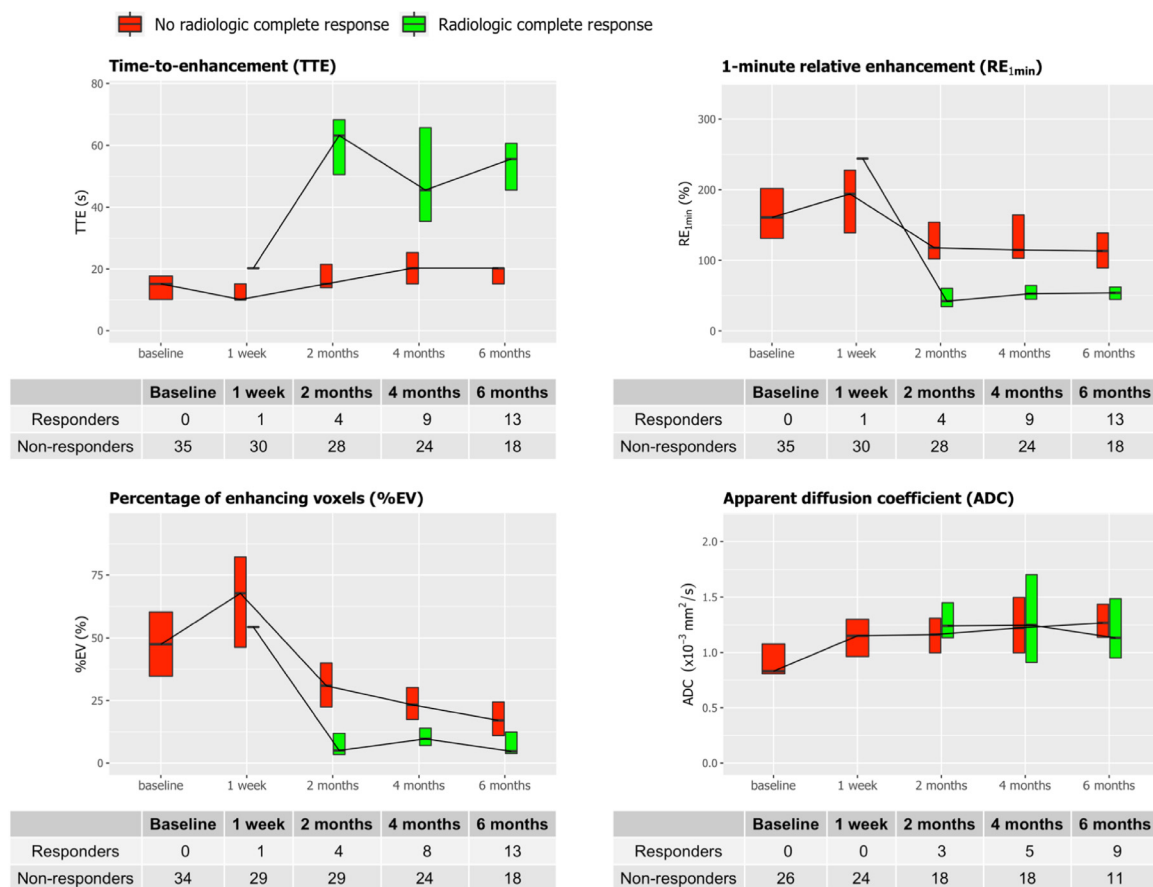 No radiologic complete response Radiologic complete response
Time-to-enhancement (TTE)
80
60
40
20
0
TTE (s)
baseline 1 week 2 months 4 months 6 months
Baseline 1 week 2 months 4 months 6 months
Responders 0 1 4 9 13
Non-responders 35 30 28 24 18
1-minute relative enhancement (RE1min)
300
200
100
0
RE1min (%)
baseline 1 week 2 months 4 months 6 months
Baseline 1 week 2 months 4 months 6 months
Responders 0 1 4 9 13
Non-responders 35 30 28 24 18
Percentage of enhancing voxels (%EV)
75
50
25
0
%EV (%)
baseline 1 week 2 months 4 months 6 months
Baseline 1 week 2 months 4 months 6 months
Responders 0 1 4 8 13
Non-responders 34 29 29 24 18
Apparent diffusion coefficient (ADC)
2.0
1.5
1.0
0.5
0.0
ADC (x10⁻³ mm²/s)
baseline 1 week 2 months 4 months 6 months
Baseline 1 week 2 months 4 months 6 months
Responders 0 0 3 5 9
Non-responders 26 24 18 18 11